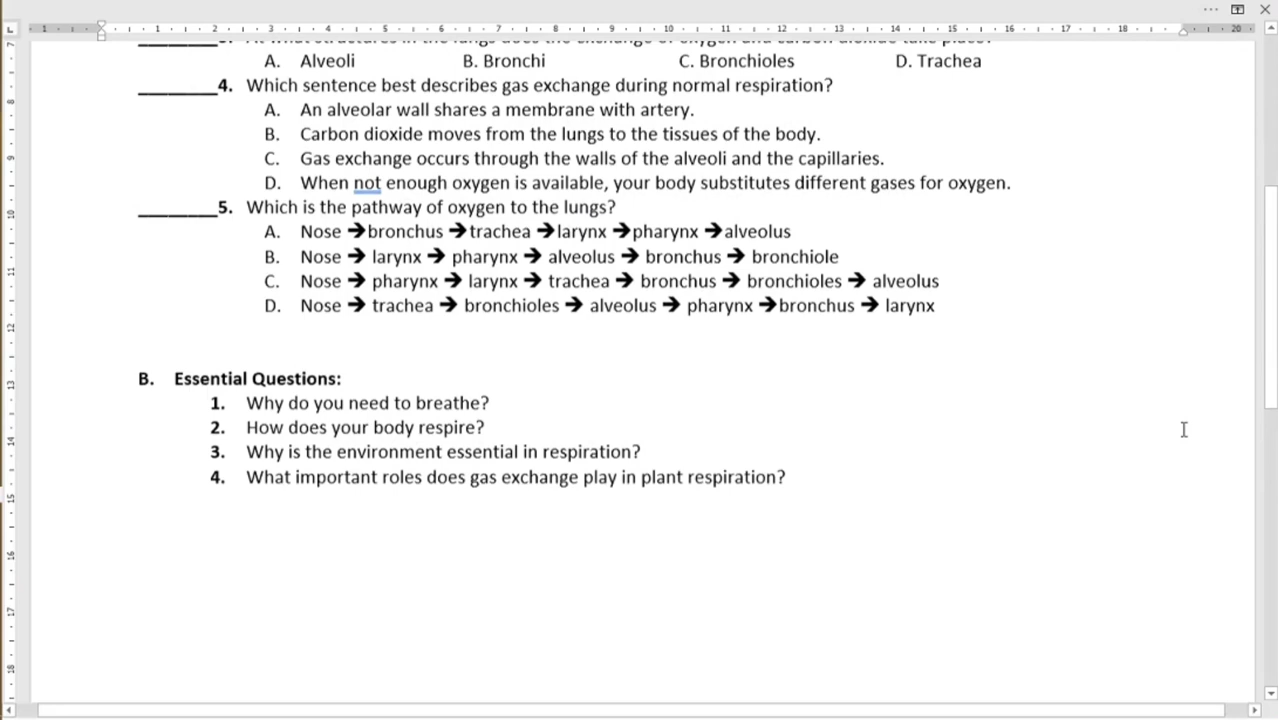 A. Alveoli B. Bronchi C. Bronchioles D. Trachea
________4. Which sentence best describes gas exchange during normal respiration?
A. An alveolar wall shares a membrane with artery.
B. Carbon dioxide moves from the lungs to the tissues of the body.
C. Gas exchange occurs through the walls of the alveoli and the capillaries.
D. When not enough oxygen is available, your body substitutes different gases for oxygen.
________5. Which is the pathway of oxygen to the lungs?
A. Nose ➔bronchus ➔trachea ➔larynx ➔pharynx ➔alveolus
B. Nose ➔ larynx ➔ pharynx ➔ alveolus ➔ bronchus ➔ bronchiole
C. Nose ➔ pharynx ➔ larynx ➔ trachea ➔ bronchus ➔ bronchioles ➔ alveolus
D. Nose ➔ trachea ➔ bronchioles ➔ alveolus ➔ pharynx ➔bronchus ➔ larynx
B. Essential Questions:
1. Why do you need to breathe?
2. How does your body respire?
3. Why is the environment essential in respiration?
4. What important roles does gas exchange play in plant respiration?